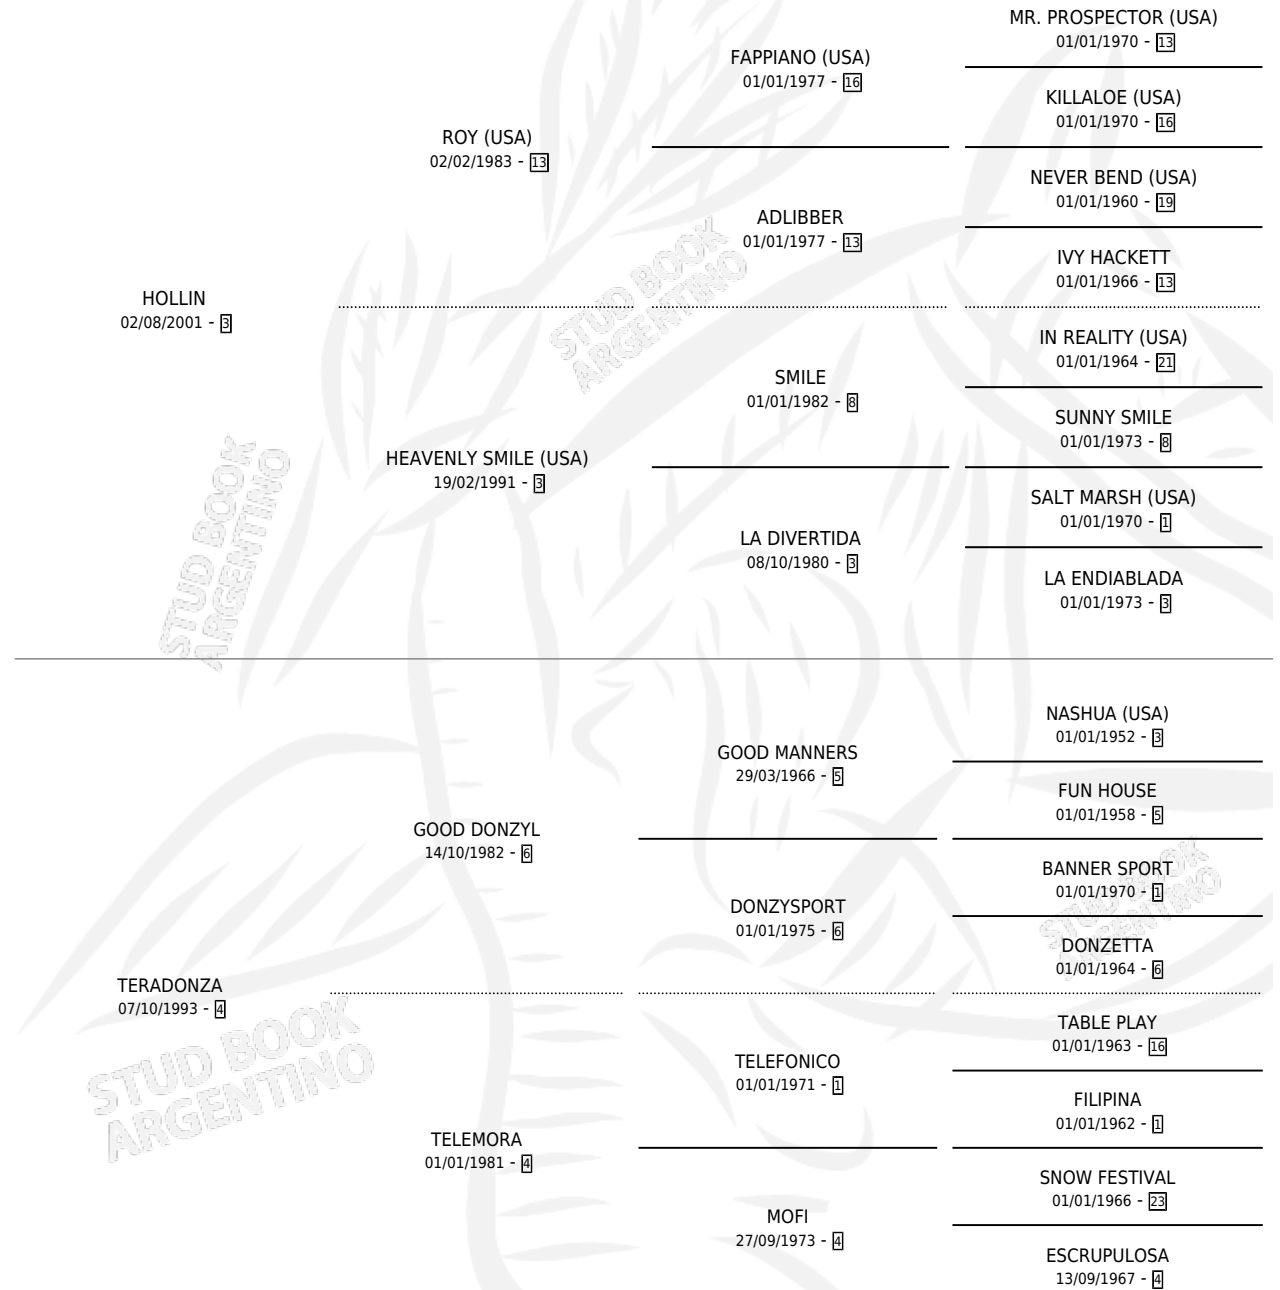 MR. PROSPECTOR (USA)
01/01/1970 - 13
FAPPIANO (USA)
01/01/1977 - 16
KILLALOE (USA)
01/01/1970 - 16
ROY (USA)
02/02/1983 - 13
NEVER BEND (USA)
01/01/1960 - 19
ADLIBBER
01/01/1977 - 13
IVY HACKETT
01/01/1966 - 13
HOLLIN
02/08/2001 - 3
STUD BOOK
ARGENTINO
IN REALITY (USA)
01/01/1964 - 21
SMILE
01/01/1982 - 8
SUNNY SMILE
01/01/1973 - 8
HEAVENLY SMILE (USA)
19/02/1991 - 3
SALT MARSH (USA)
01/01/1970 - 1
LA DIVERTIDA
08/10/1980 - 3
LA ENDIABLADA
01/01/1973 - 3
STUD BOOK
ARGENTINO
NASHUA (USA)
01/01/1952 - 3
GOOD MANNERS
29/03/1966 - 5
FUN HOUSE
01/01/1958 - 5
GOOD DONZYL
14/10/1982 - 6
BANNER SPORT
01/01/1970 - 1
DONZYSPORT
01/01/1975 - 6
STUD BOOK
ARGENTINO
DONZETTA
01/01/1964 - 6
TERADONZA
07/10/1993 - 4
STUD BOOK
ARGENTINO
TABLE PLAY
01/01/1963 - 16
TELEFONICO
01/01/1971 - 1
FILIPINA
01/01/1962 - 1
TELEMORA
01/01/1981 - 4
SNOW FESTIVAL
01/01/1966 - 23
MOFI
27/09/1973 - 4
ESCRUPULOSA
13/09/1967 - 4